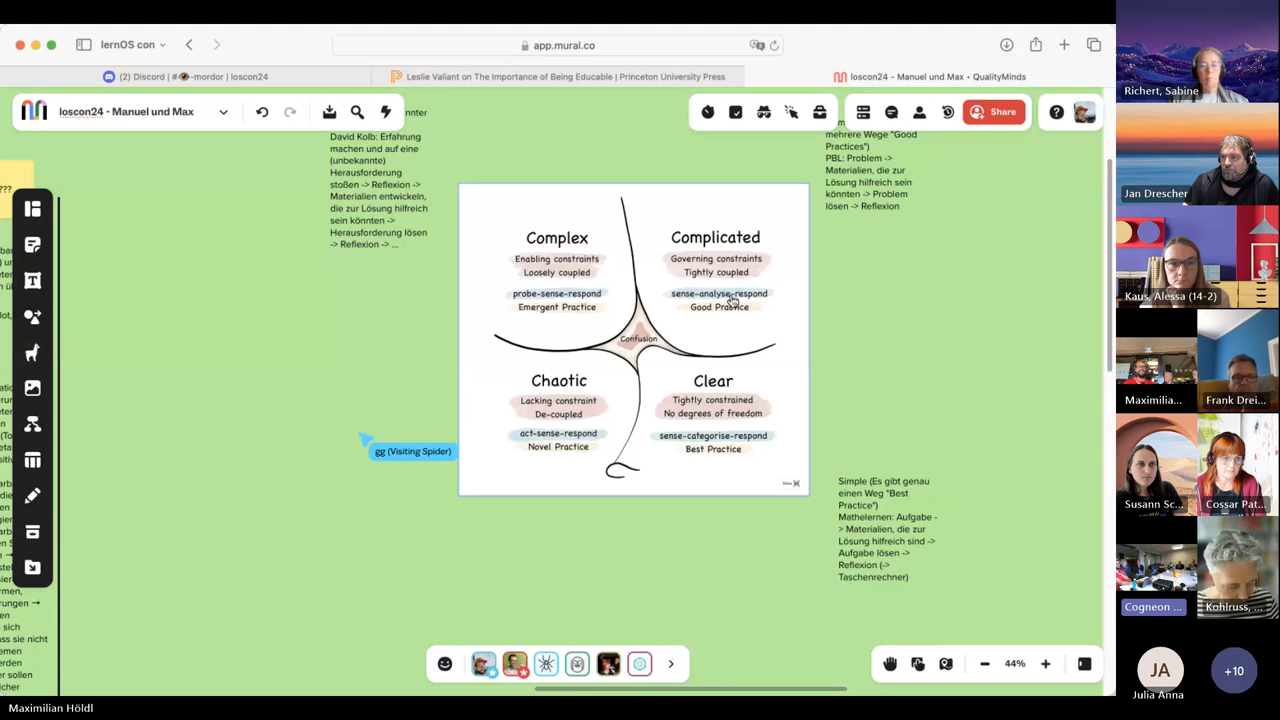 lernOS con
app.mural.co
(2) Discord | #👁-mordor | loscon24
Leslie Valiant on The Importance of Being Educable | Princeton University Press
loscon24 - Manuel und Max • QualityMinds
loscon24 - Manuel und Max
Share
???
David Kolb: Erfahrung
machen und auf eine
(unbekannte)
Herausforderung
stoßen -> Reflexion ->
Materialien entwickeln,
die zur Lösung hilfreich
sein könnten ->
Herausforderung lösen
-> Reflexion -> ...
mehrere Wege "Good
Practices")
PBL: Problem ->
Materialien, die zur
Lösung hilfreich sein
könnten -> Problem
lösen -> Reflexion
Complex
Enabling constraints
Loosely coupled
probe-sense-respond
Emergent Practice
Complicated
Governing constraints
Tightly coupled
sense-analyse-respond
Good Practice
Confusion
Chaotic
Lacking constraint
De-coupled
act-sense-respond
Novel Practice
Clear
Tightly constrained
No degrees of freedom
sense-categorise-respond
Best Practice
gg (Visiting Spider)
Simple (Es gibt genau
einen Weg "Best
Practice")
Mathelernen: Aufgabe -
> Materialien, die zur
Lösung hilfreich sind ->
Aufgabe lösen ->
Reflexion (->
Taschenrechner)
44%
Richert, Sabine
Jan Drescher
Kaus, Alessa (14-2)
Maximilia...
Frank Drei...
Susann Sc...
Cossar Pat...
Cogneon ...
Kohlruss, ...
JA
Julia Anna
+10
Maximilian Höldl